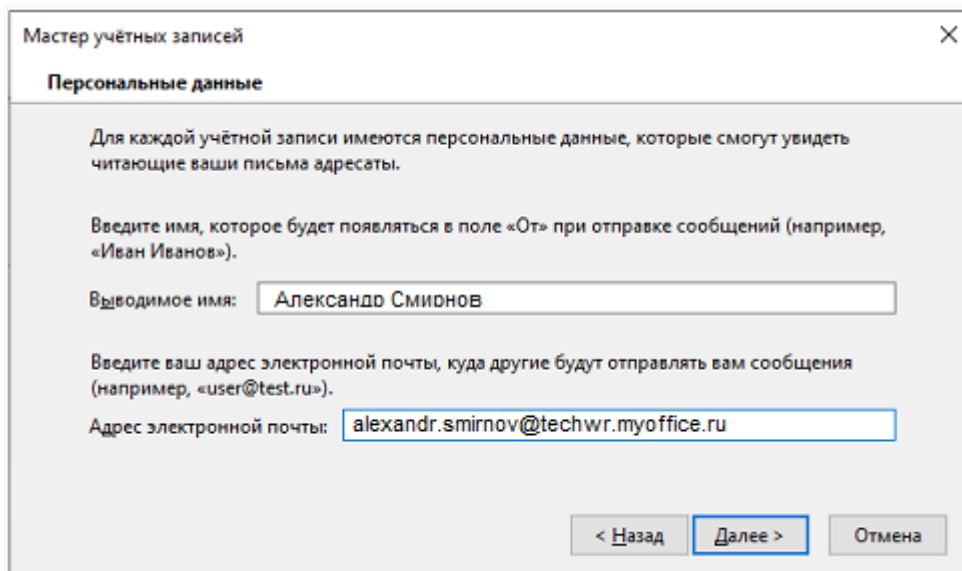 Мастер учётных записей
Персональные данные
Для каждой учётной записи имеются персональные данные, которые смогут увидеть
читающие ваши письма адресаты.
Введите имя, которое будет появляться в поле «От» при отправке сообщений (например,
«Иван Иванов»).
Выводимое имя: Александр Смирнов
Введите ваш адрес электронной почты, куда другие будут отправлять вам сообщения
(например, «user@test.ru»).
Адрес электронной почты: alexandr.smirnov@techwr.myoffice.ru
< Назад Далее > Отмена